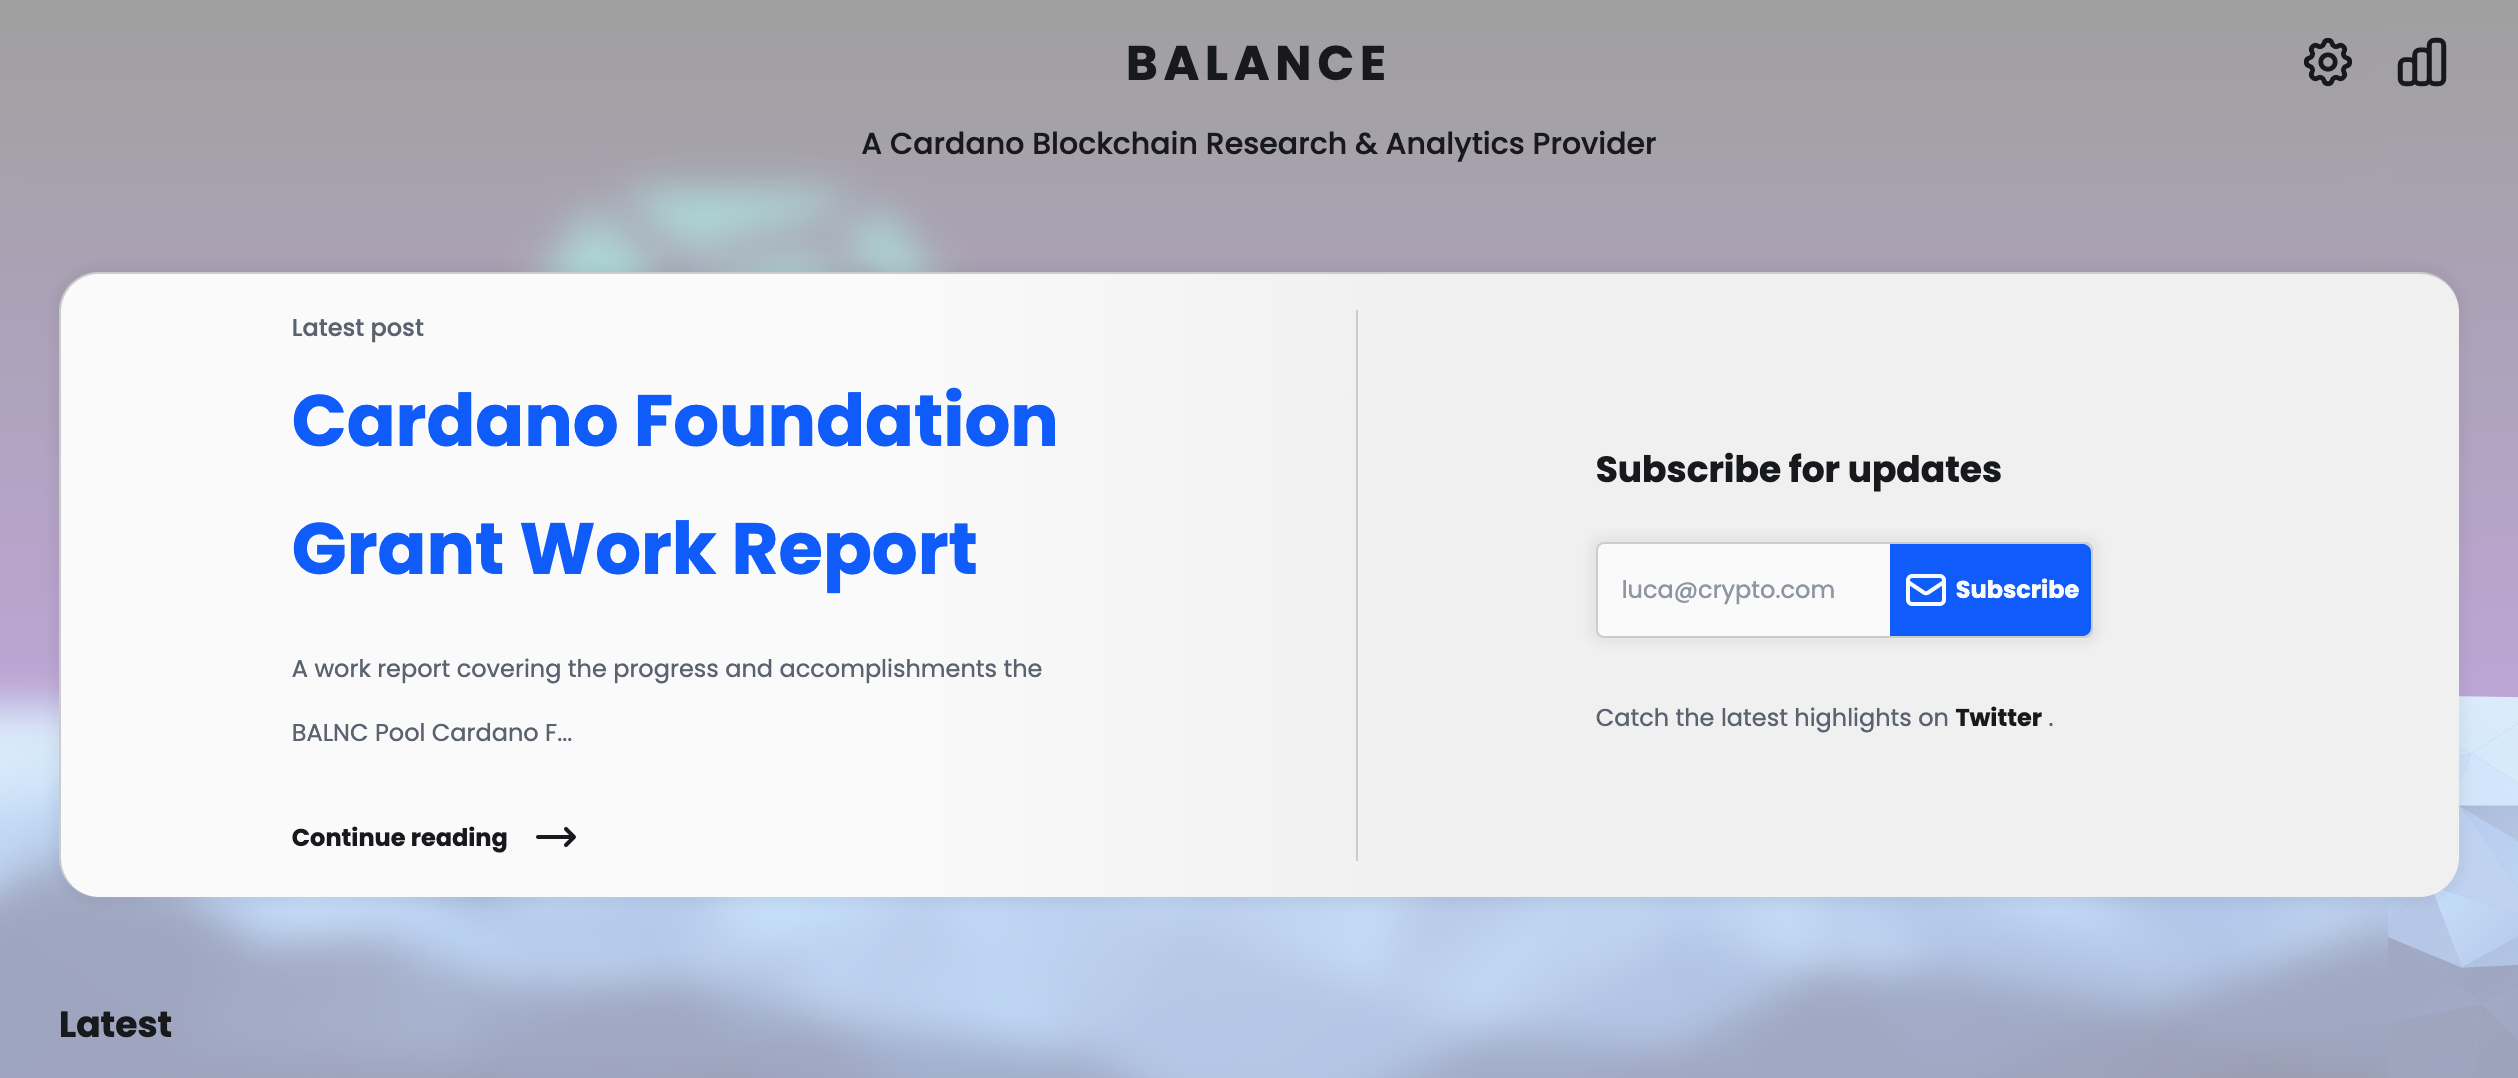 BALANCE
A Cardano Blockchain Research & Analytics Provider
Latest post
Cardano Foundation
Grant Work Report
A work report covering the progress and accomplishments the
BALNC Pool Cardano F...
Continue reading
Subscribe for updates
luca@crypto.com
Subscribe
Catch the latest highlights on Twitter .
Latest